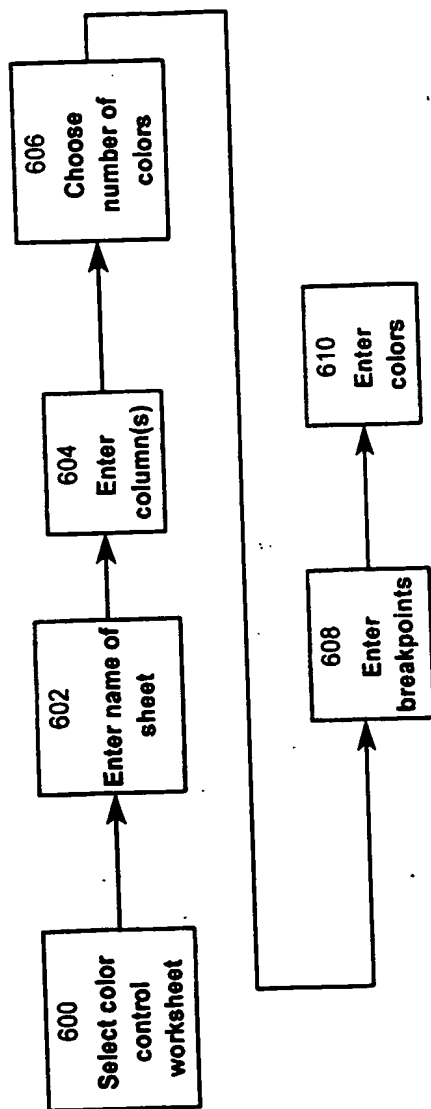 600
Select color
control
worksheet
602
Enter name of
sheet
604
Enter
column(s)
606
Choose
number of
colors
608
Enter
breakpoints
610
Enter
colors